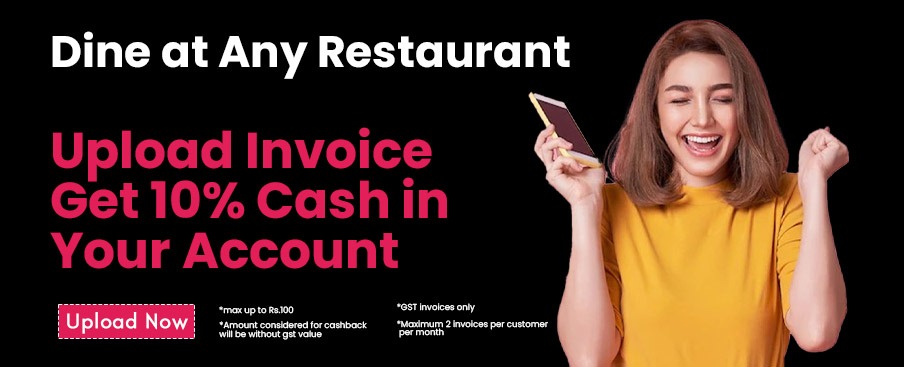 Dine at Any Restaurant
Upload Invoice
Get 10% Cash in
Your Account
Upload Now
*max up to Rs.100
*Amount considered for cashback
will be without gst value
*GST invoices only
*Maximum 2 invoices per customer
per month